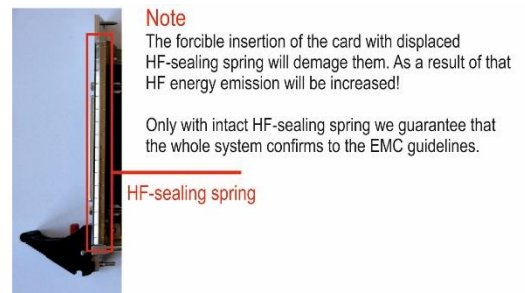 Note
The forcible insertion of the card with displaced
HF-sealing spring will demage them. As a result of that
HF energy emission will be increased!
Only with intact HF-sealing spring we guarantee that
the whole system confirms to the EMC guidelines.
HF-sealing spring